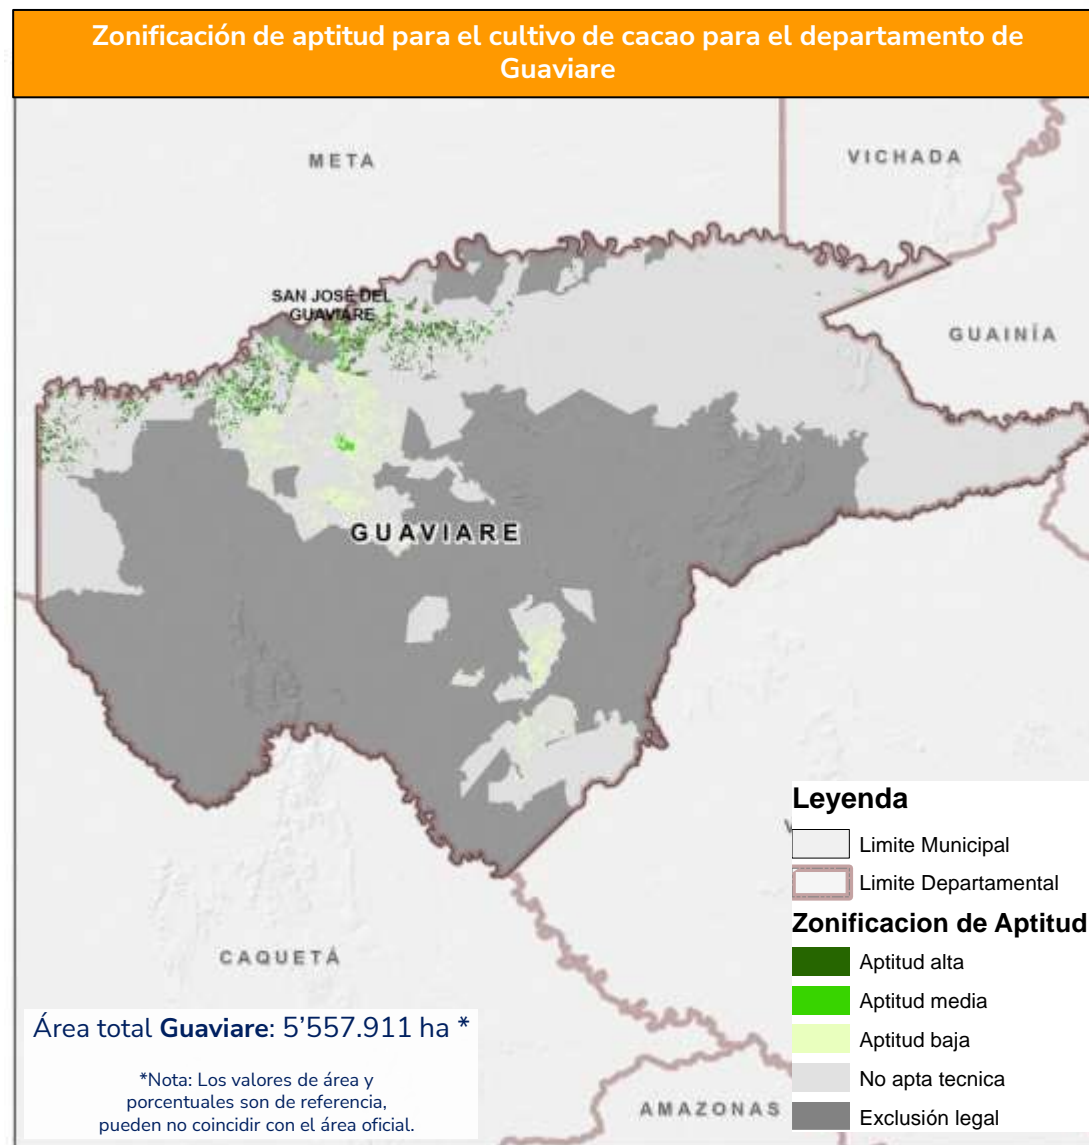 Zonificación de aptitud para el cultivo de cacao para el departamento de
Guaviare
META
VICHADA
SAN JOSÉ DEL
GUAVIARE
GUAINÍA
GUAVIARE
CAQUETÁ
AMAZONAS
Área total Guaviare: 5’557.911 ha *
*Nota: Los valores de área y
porcentuales son de referencia,
pueden no coincidir con el área oficial.
Leyenda
Limite Municipal
Limite Departamental
Zonificacion de Aptitud
Aptitud alta
Aptitud media
Aptitud baja
No apta tecnica
Exclusión legal